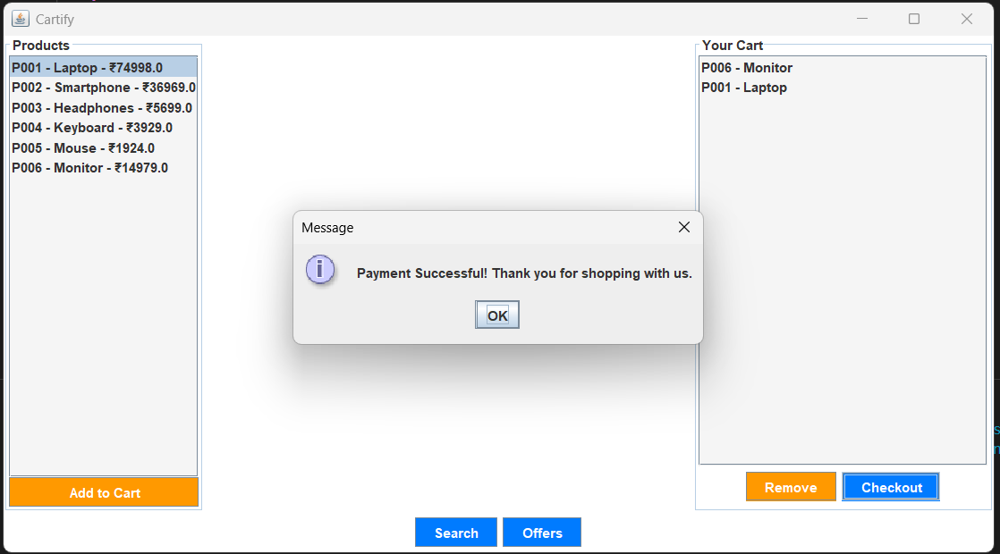 Cartify
Products
P001 - Laptop - ₹74998.0
P002 - Smartphone - ₹36969.0
P003 - Headphones - ₹5699.0
P004 - Keyboard - ₹3929.0
P005 - Mouse - ₹1924.0
P006 - Monitor - ₹14979.0
Add to Cart
Message
i
Payment Successful! Thank you for shopping with us.
OK
Your Cart
P006 - Monitor
P001 - Laptop
Remove
Checkout
Search
Offers